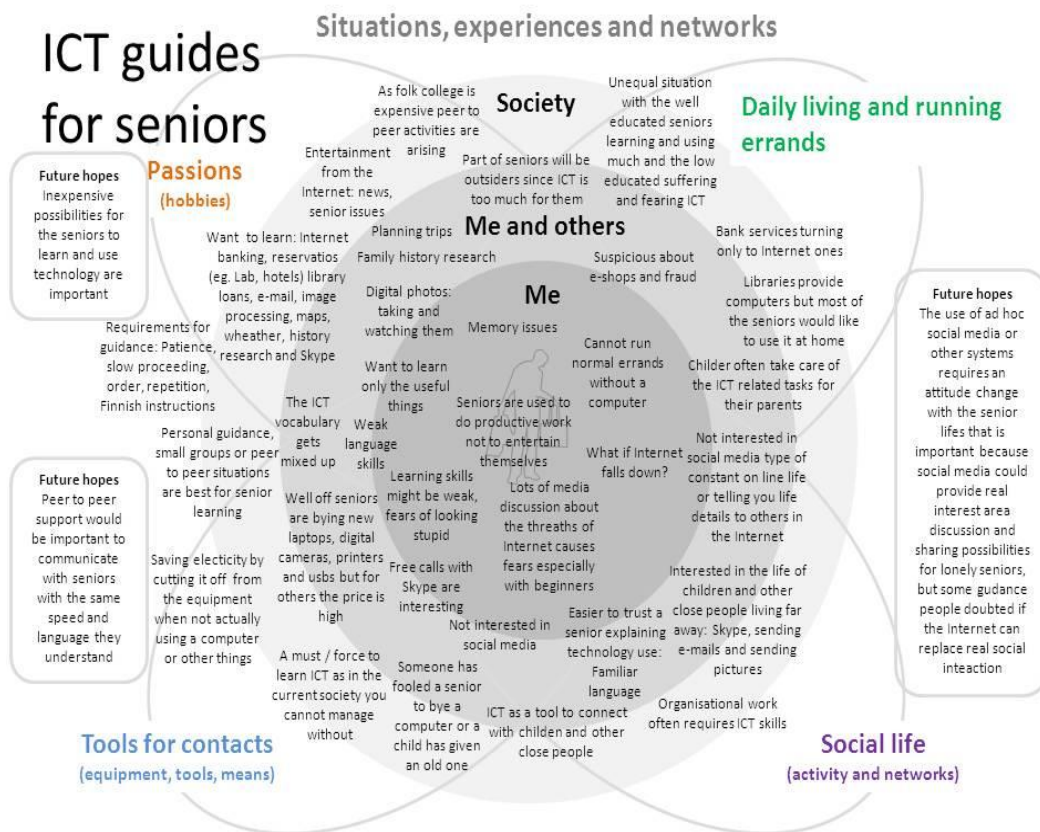 Situations, experiences and networks
ICT guides
for seniors
As folk college is
expensive peer to
peer activities are
arising
Society
Unequal situation
with the well
educated seniors
learning and using
much and the low
educated suffering
and fearing ICT
Daily living and running
errands
Future hopes
Inexpensive
possibilities for
the seniors to
learn and use
technology are
important
Passions
(hobbies)
Entertainment
from the
Internet: news,
senior issues
Part of seniors will be
outsiders since ICT is
too much for them
Planning trips
Me and others
Family history research
Suspicious about
e-shops and fraud
Bank services turning
only to Internet ones
Want to learn: Internet
banking, reservatios
(eg. Lab, hotels) library
loans, e-mail, image
processing, maps,
wheather, history
research and Skype
Digital photos:
taking and
watching them
Me
Memory issues
Libraries provide
computers but most of
the seniors would like
to use it at home
Requirements for
guidance: Patience,
slow proceeding,
order, repetition,
Finnish instructions
Want to learn
only the useful
things
Cannot run
normal errands
without a
computer
Childer often take care of
the ICT related tasks for
their parents
Future hopes
The use of ad hoc
social media or
other systems
requires an
attitude change
with the senior
lifes that is
important because
social media could
provide real
interest area
discussion and
sharing possibilities
for lonely seniors,
but some gudance
people doubted if
the Internet can
replace real social
inteaction
The ICT
vocabulary
gets
mixed up
Weak
language
skills
Seniors are used to
do productive work
not to entertain
themselves
Personal guidance,
small groups or peer
to peer situations
are best for senior
learning
What if Internet
falls down?
Not interested in
social media type of
constant on line life
or telling you life
details to others in
the Internet
Future hopes
Peer to peer
support would
be important to
communicate
with seniors
with the same
speed and
language they
understand
Learning skills
might be weak,
fears of looking
stupid
Lots of media
discussion about
the threaths of
Internet causes
fears especially
with beginners
Well off seniors
are bying new
laptops, digital
cameras, printers
and usbs but for
others the price is
high
Saving electicity by
cutting it off from
the equipment
when not actually
using a computer
or other things
Free calls with
Skype are
interesting
Interested in the life of
children and other
close people living far
away: Skype, sending
e-mails and sending
pictures
Not interested in
social media
Easier to trust a
senior explaining
technology use:
Familiar
language
A must / force to
learn ICT as in the
current society you
cannot manage
without
Someone has
fooled a senior
to bye a
computer or a
child has given
an old one
ICT as a tool to connect
with childen and other
close people
Organisational work
often requires ICT skills
Tools for contacts
(equipment, tools, means)
Social life
(activity and networks)